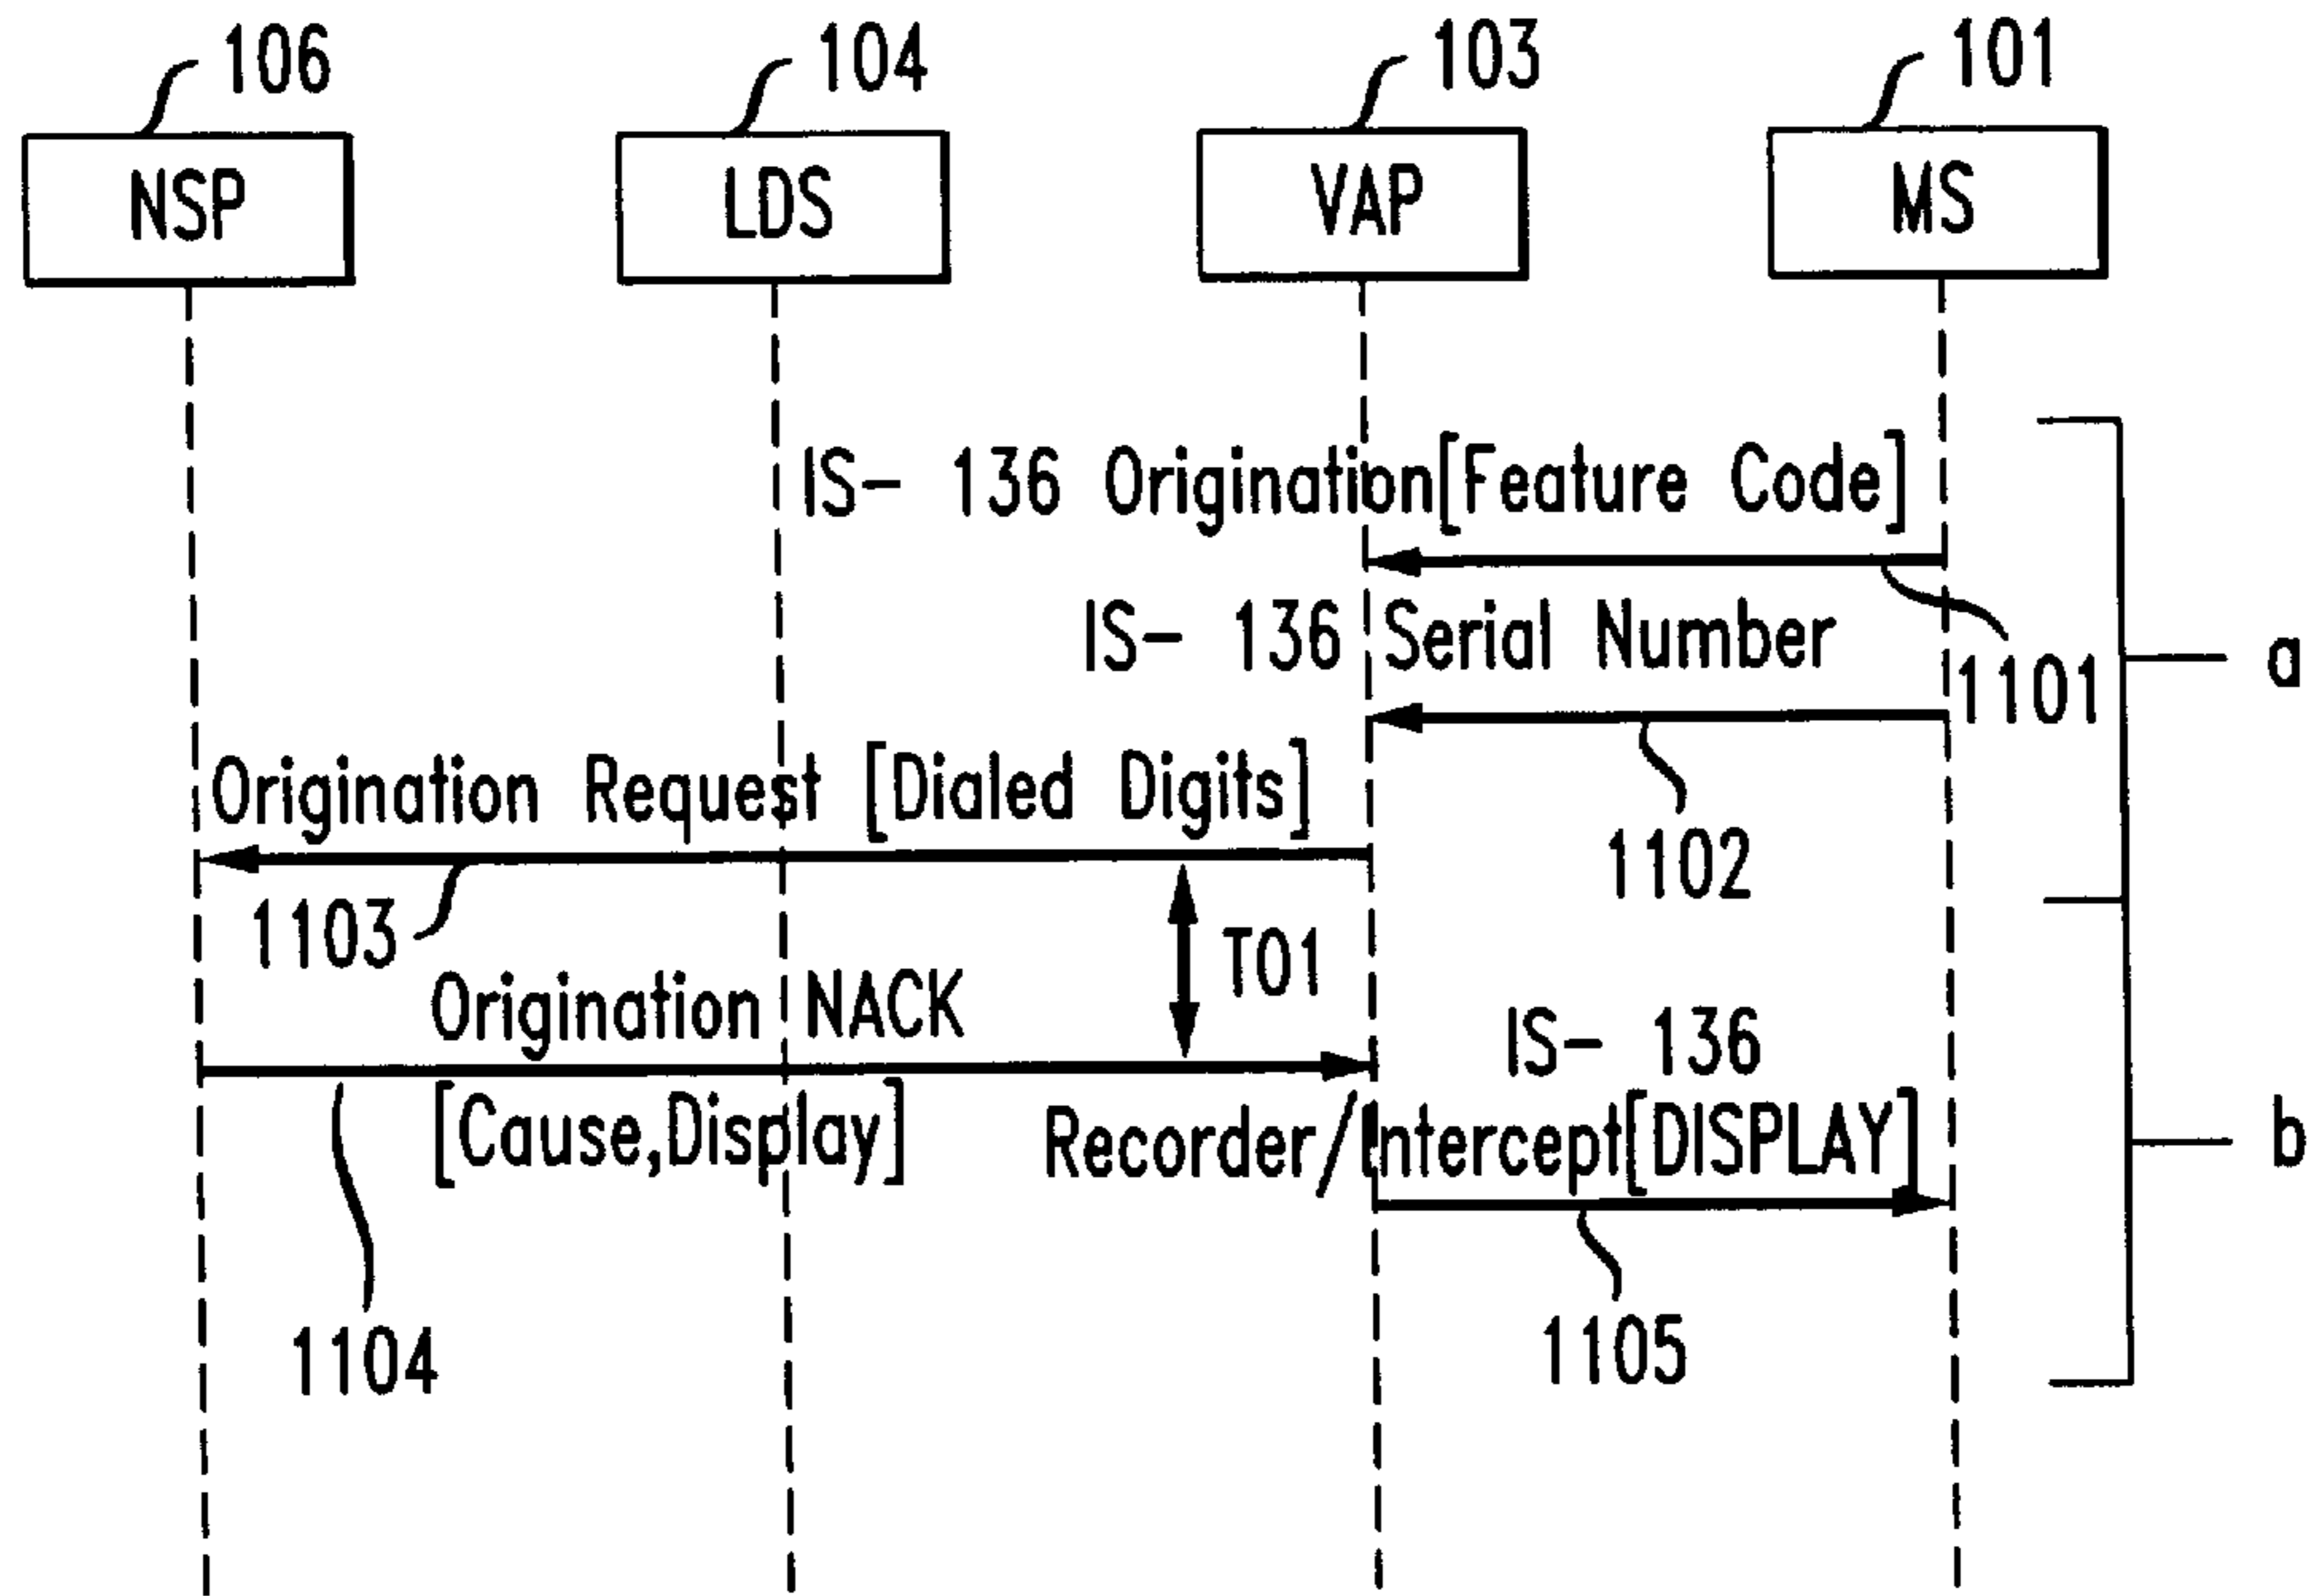 106
104
103
101
NSP
LDS
VAP
MS
IS- 136 Origination[Feature Code]
IS- 136 Serial Number
1101
a
Origination Request [Dialed Digits]
1102
1103
T01
Origination NACK
IS- 136
[Cause,Display]
Recorder/Intercept[DISPLAY]
b
1104
1105